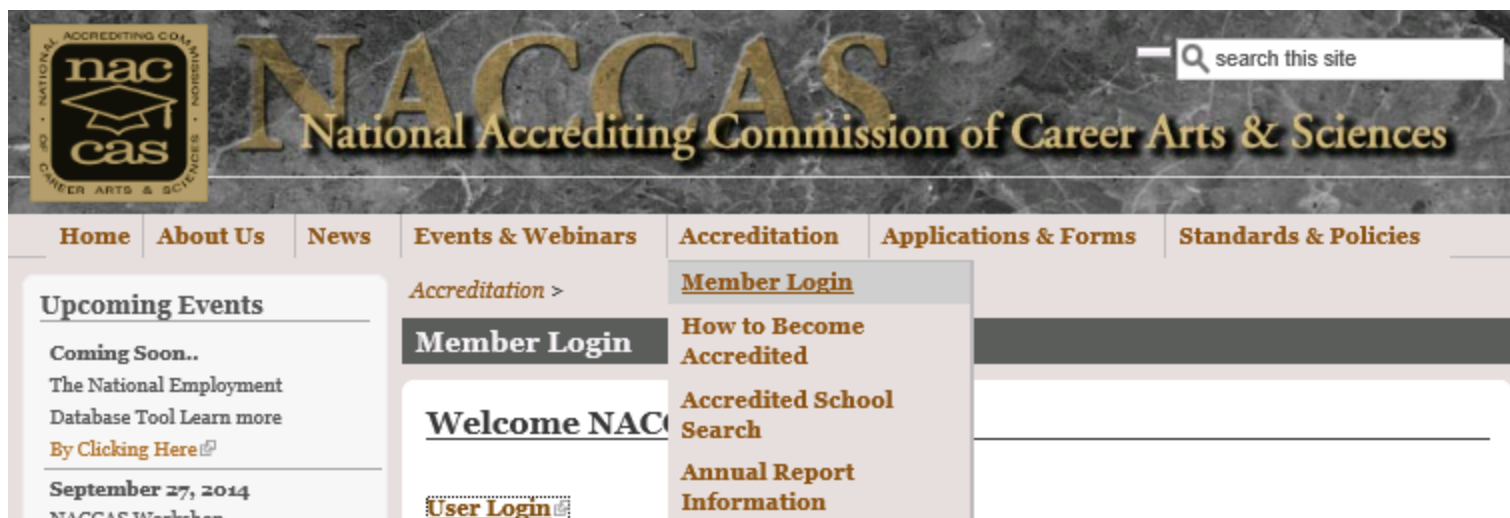 NATIONAL ACCREDITING COMMISSION OF CAREER ARTS & SCIENCES
nac
cas
NACCAS
National Accrediting Commission of Career Arts & Sciences
search this site
Home About Us News Events & Webinars Accreditation Applications & Forms Standards & Policies
Upcoming Events
Coming Soon..
The National Employment
Database Tool Learn more
By Clicking Here
September 27, 2014
NACCAS Workshop
Accreditation >
Member Login
Welcome NACC
User Login
Member Login
How to Become
Accredited
Accredited School
Search
Annual Report
Information